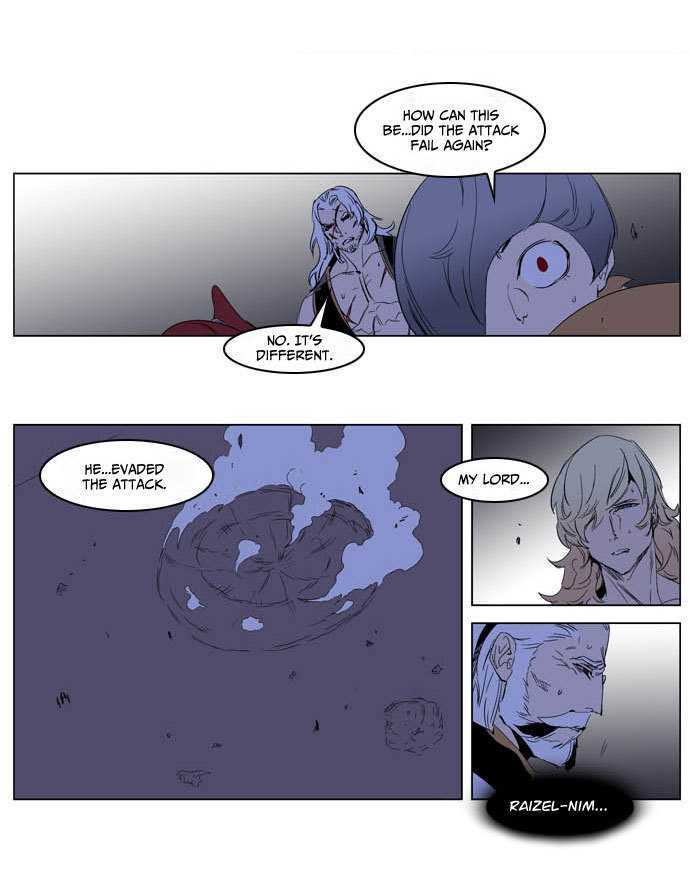 HOW CAN THIS
BE...DID THE ATTACK
FAIL AGAIN?
NO. IT'S
DIFFERENT.
HE...EVADED
THE ATTACK.
MY LORD...
RAIZEL-NIM...